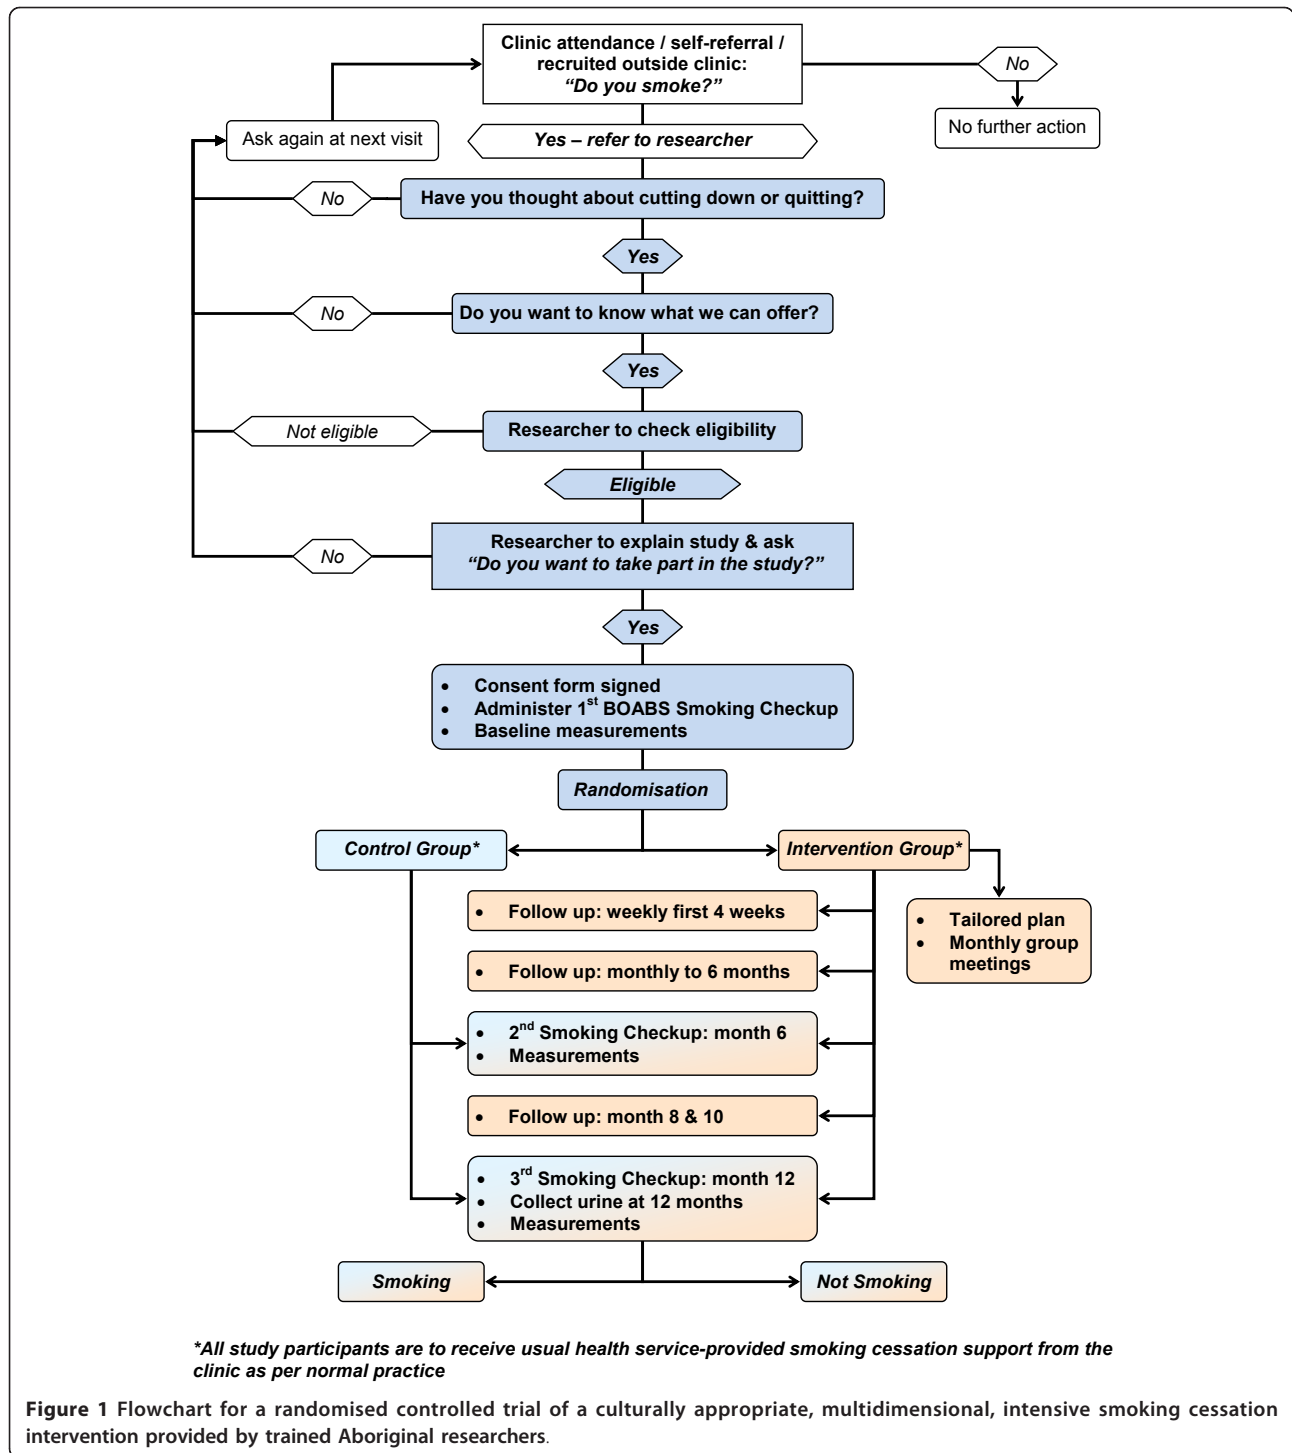 Clinic attendance / self-referral /
recruited outside clinic:
“Do you smoke?”
No
No further action
Ask again at next visit
Yes – refer to researcher
No
Have you thought about cutting down or quitting?
Yes
No
Do you want to know what we can offer?
Yes
Not eligible
Researcher to check eligibility
Eligible
No
Researcher to explain study & ask
“Do you want to take part in the study?”
Yes
• Consent form signed
• Administer 1st BOABS Smoking Checkup
• Baseline measurements
Randomisation
Control Group*
Intervention Group*
• Follow up: weekly first 4 weeks
• Tailored plan
• Monthly group
meetings
• Follow up: monthly to 6 months
• 2nd Smoking Checkup: month 6
• Measurements
• Follow up: month 8 & 10
• 3rd Smoking Checkup: month 12
• Collect urine at 12 months
• Measurements
Smoking
Not Smoking
*All study participants are to receive usual health service-provided smoking cessation support from the
clinic as per normal practice
Figure 1 Flowchart for a randomised controlled trial of a culturally appropriate, multidimensional, intensive smoking cessation
intervention provided by trained Aboriginal researchers.